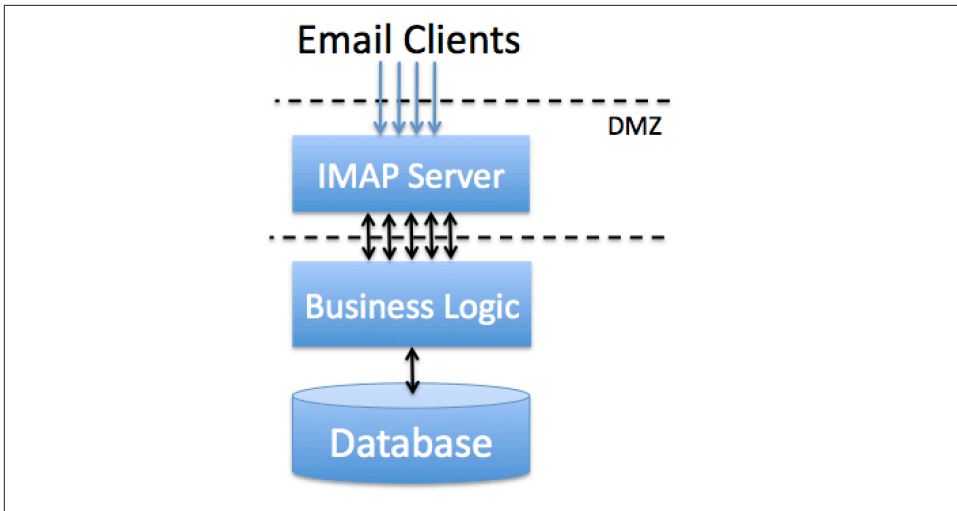 Email Clients
DMZ
IMAP Server
Business Logic
Database